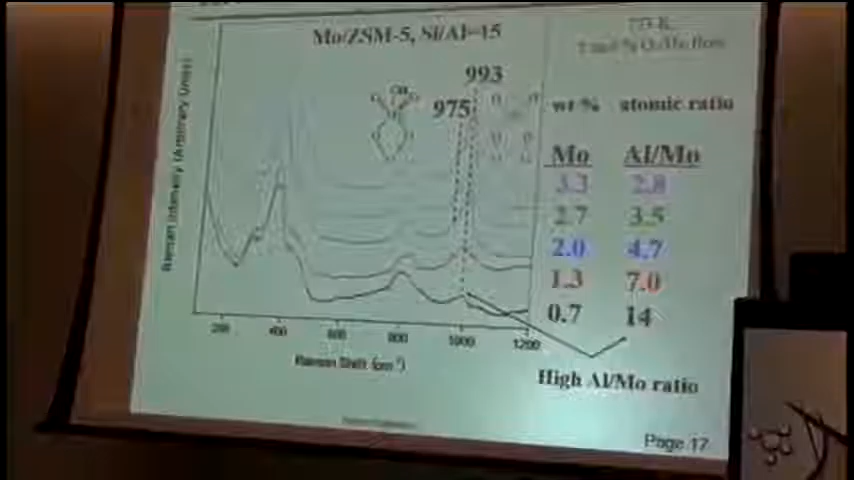 Mo/ZSM-5, Si/Al=15
993
975
wt % atomic ratio
Mo Al/Mo
3.3 2.8
2.7 3.5
2.0 4.7
1.3 7.0
0.7 14
Raman Intensity (Arbitrary Units)
200 400 600 800 1000 1200
Raman Shift (cm⁻¹)
High Al/Mo ratio
Page 17